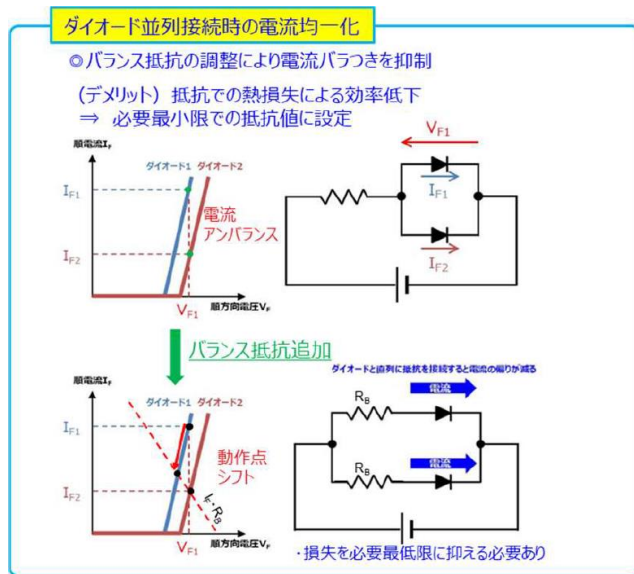 ダイオード並列接続時の電流均一化
◎バランス抵抗の調整により電流バラつきを抑制
(デメリット) 抵抗での熱損失による効率低下
⇒ 必要最小限での抵抗値に設定
順電流IF
ダイオード1 ダイオード2
IF1
IF2
電流
アンバランス
VF1
順方向電圧VF
VF1
IF1
IF2
バランス抵抗追加
順電流IF
ダイオード1 ダイオード2
IF1
IF2
動作点
シフト
IF・RB
VF1
順方向電圧VF
ダイオードと直列に抵抗を接続すると電流の偏りが減る
電流
RB
電流
RB
・損失を必要最低限に抑える必要あり